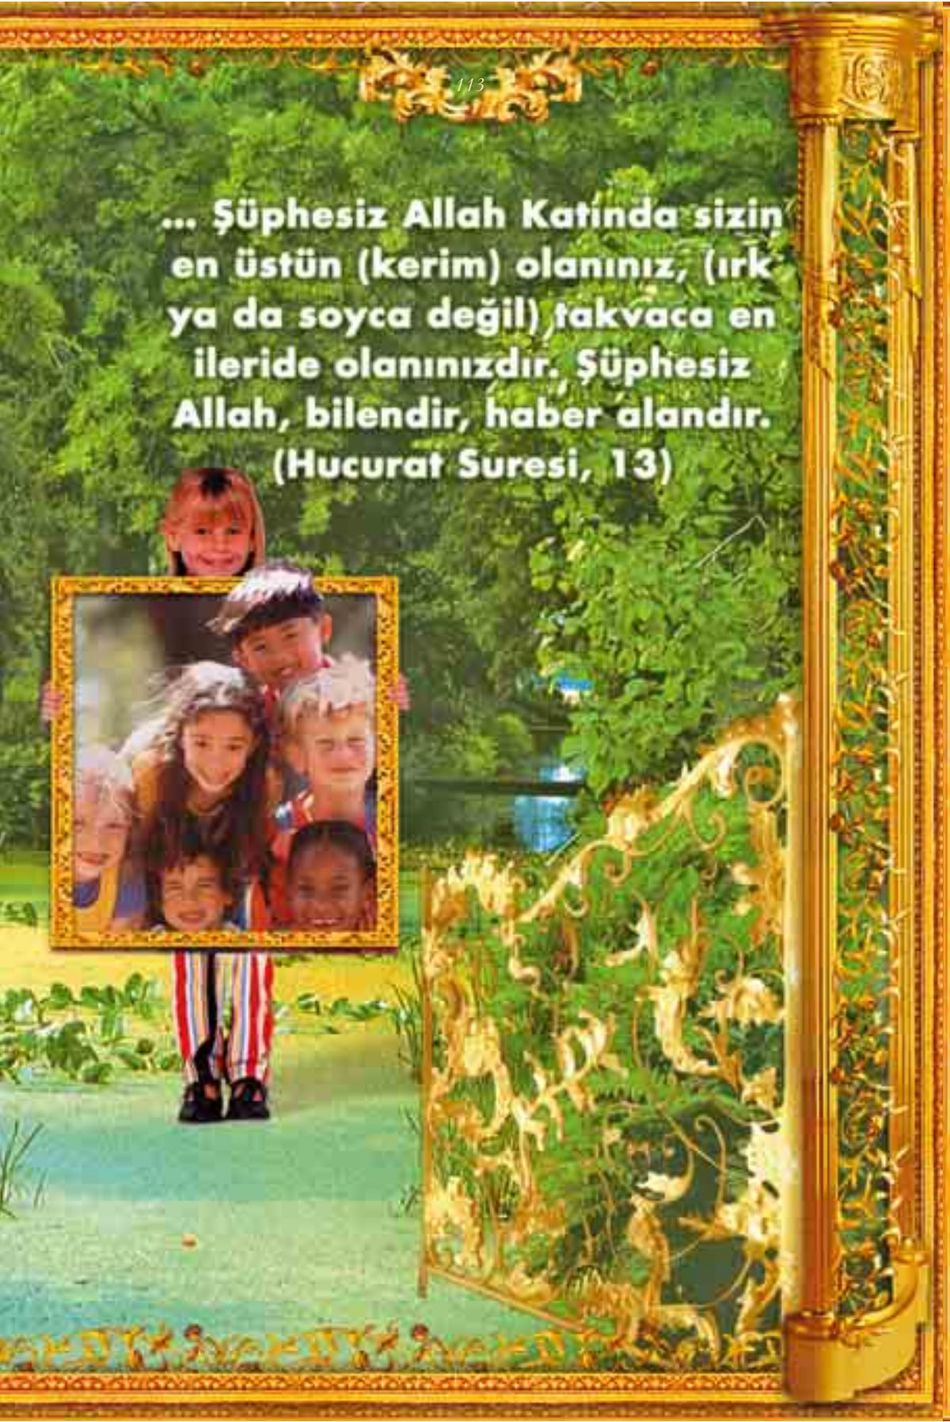 113
... Şüphesiz Allah Katında sizin
en üstün (kerim) olanınız, (ırk
ya da soyca değil) takvaca en
ileride olanınızdır. Şüphesiz
Allah, bilendir, haber alandır.
(Hucurat Suresi, 13)